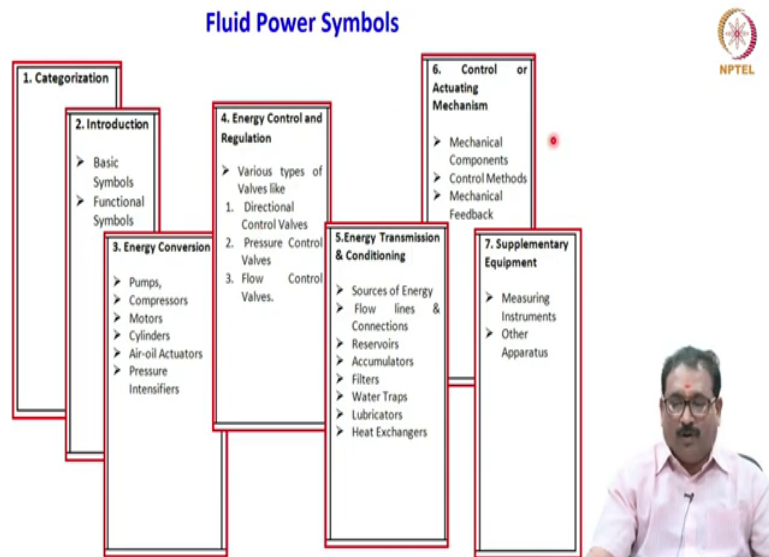 Fluid Power Symbols
NPTEL
1. Categorization
2. Introduction
➢ Basic
Symbols
➢ Functional
Symbols
3. Energy Conversion
➢ Pumps,
➢ Compressors
➢ Motors
➢ Cylinders
➢ Air-oil Actuators
➢ Pressure
Intensifiers
4. Energy Control and
Regulation
➢ Various types of
Valves like
1. Directional
Control Valves
2. Pressure Control
Valves
3. Flow Control
Valves.
5.Energy Transmission
& Conditioning
➢ Sources of Energy
➢ Flow lines &
Connections
➢ Reservoirs
➢ Accumulators
➢ Filters
➢ Water Traps
➢ Lubricators
➢ Heat Exchangers
6. Control or
Actuating
Mechanism
➢ Mechanical
Components
➢ Control Methods
➢ Mechanical
Feedback
7. Supplementary
Equipment
➢ Measuring
Instruments
➢ Other
Apparatus